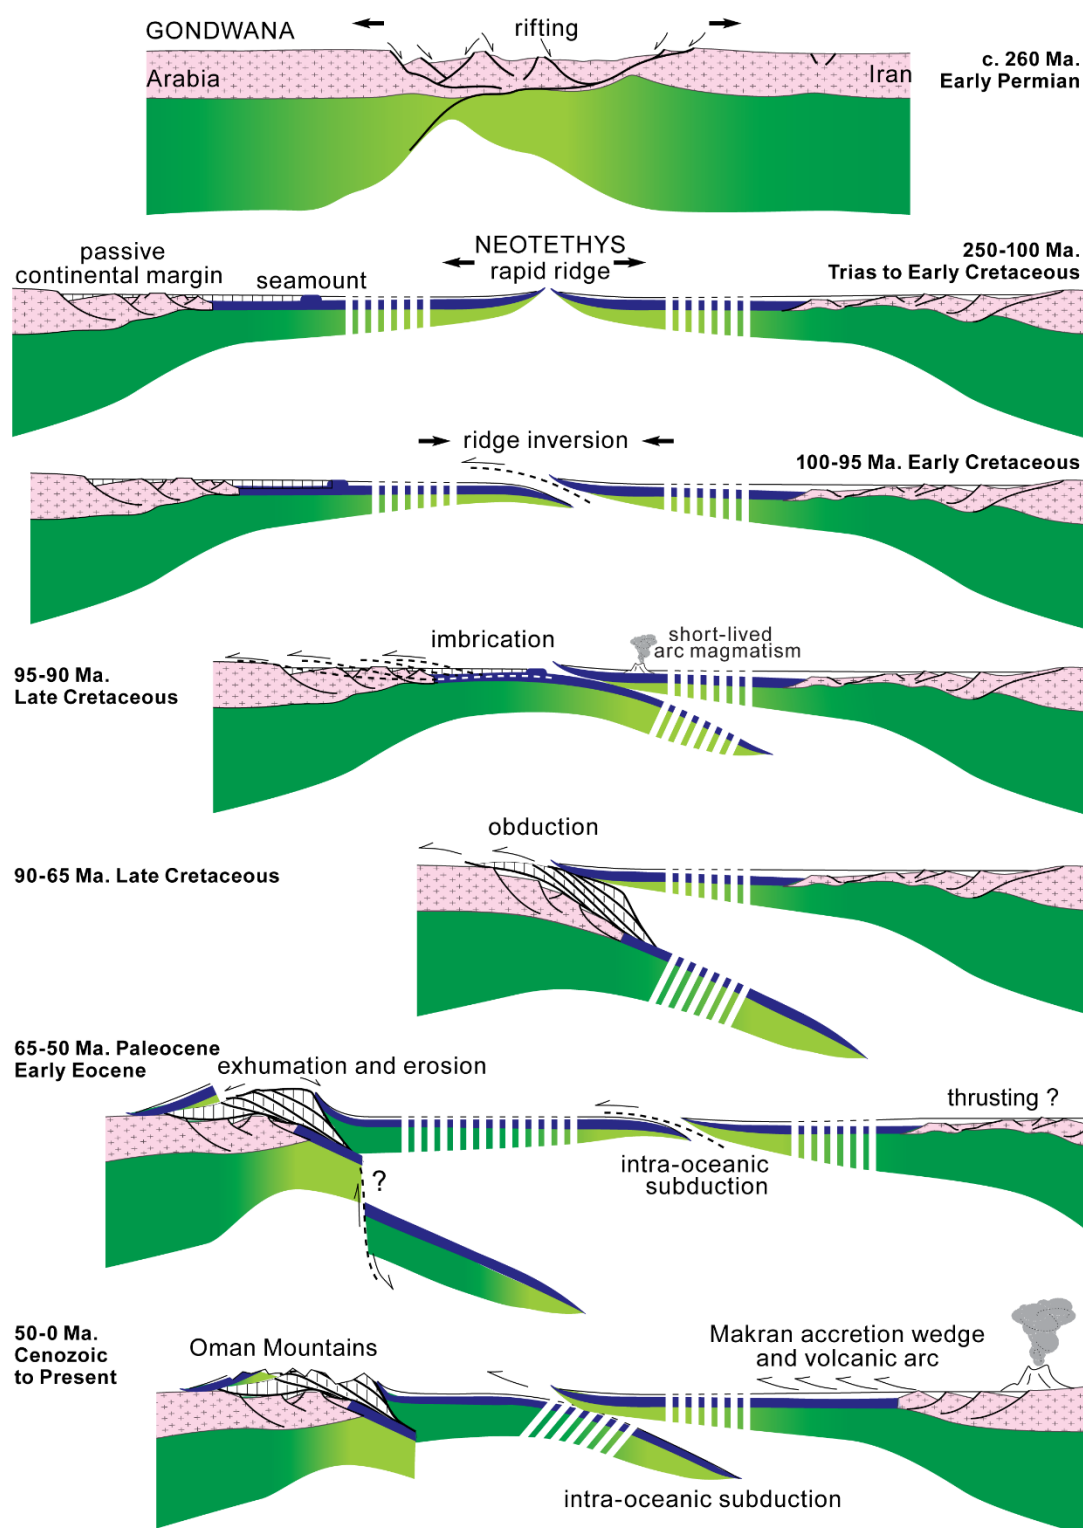 GONDWANA
rifting
Arabia
Iran
c. 260 Ma.
Early Permian
passive
continental margin
seamount
NEOTETHYS
rapid ridge
250-100 Ma.
Trias to Early Cretaceous
ridge inversion
100-95 Ma. Early Cretaceous
95-90 Ma.
Late Cretaceous
imbrication
short-lived
arc magmatism
90-65 Ma. Late Cretaceous
obduction
65-50 Ma. Paleocene
Early Eocene
exhumation and erosion
thrusting ?
?
intra-oceanic
subduction
50-0 Ma.
Cenozoic
to Present
Oman Mountains
Makran accretion wedge
and volcanic arc
intra-oceanic subduction